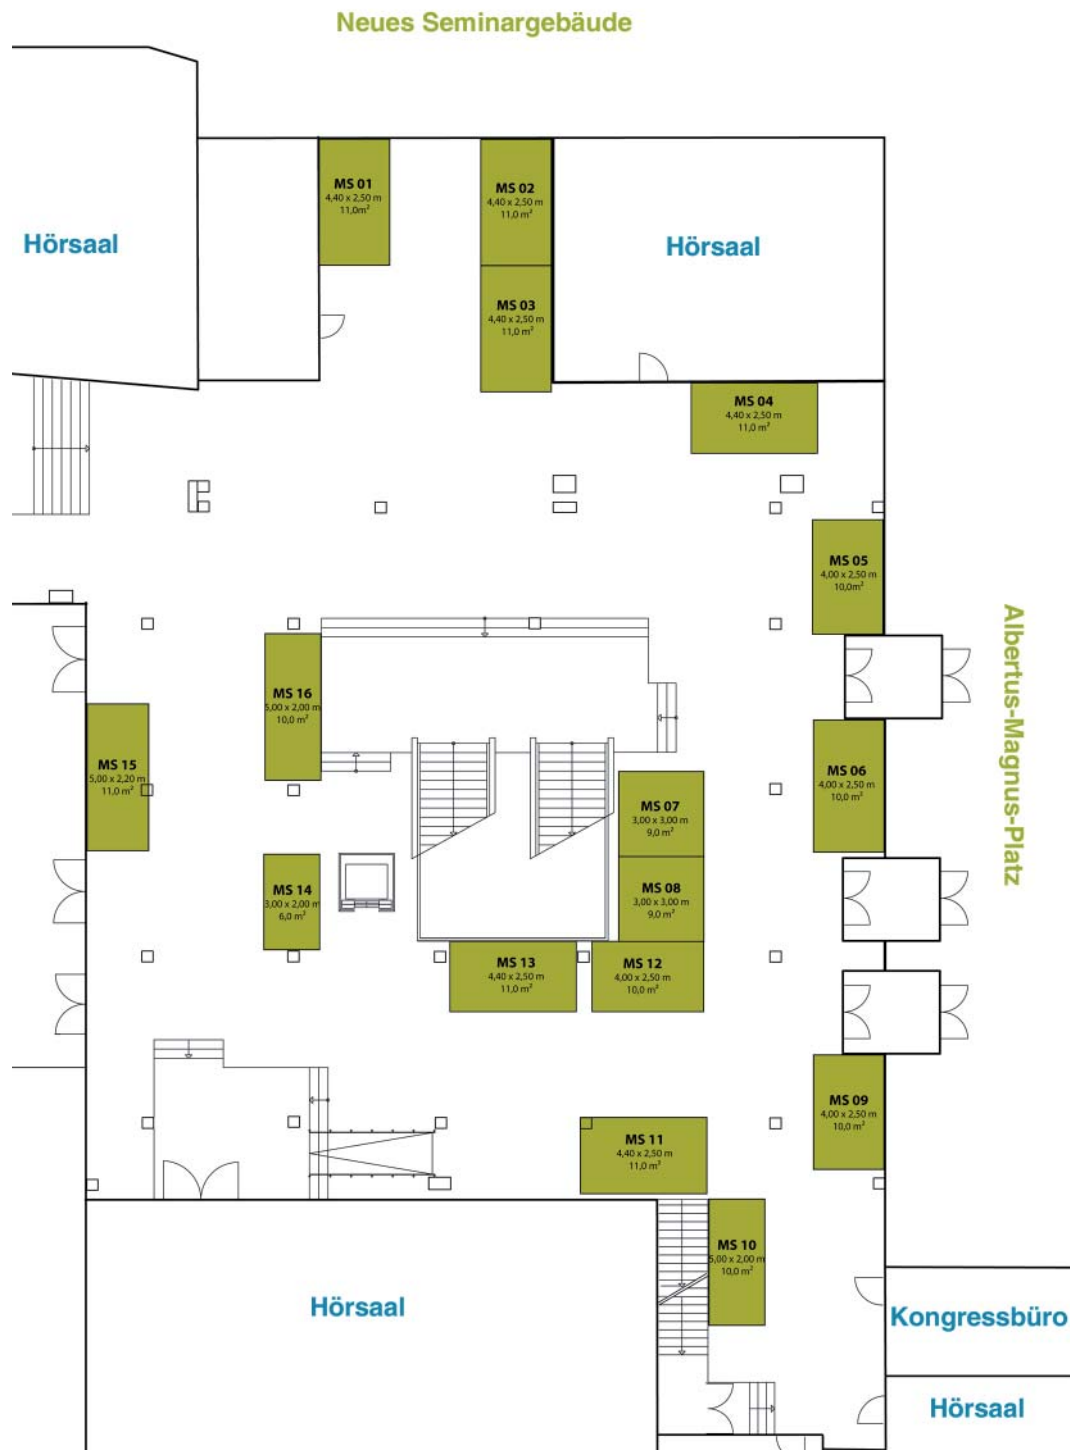 Neues Seminargebäude
MS 01
4,40 x 2,50 m
11,0m²
MS 02
4,40 x 2,50 m
11,0 m²
Hörsaal
Hörsaal
MS 03
4,40 x 2,50 m
11,0 m²
MS 04
4,40 x 2,50 m
11,0 m²
MS 05
4,00 x 2,50 m
10,0m²
Albertus-Magnus-Platz
MS 16
5,00 x 2,00 m
10,0 m²
MS 15
5,00 x 2,20 m
11,0 m²
MS 06
4,00 x 2,50 m
10,0 m²
MS 07
3,00 x 3,00 m
9,0 m²
MS 08
3,00 x 3,00 m
9,0 m²
MS 14
3,00 x 2,00 m
6,0 m²
MS 13
4,40 x 2,50 m
11,0 m²
MS 12
4,00 x 2,50 m
10,0 m²
MS 09
4,00 x 2,50 m
10,0 m²
MS 11
4,40 x 2,50 m
11,0 m²
MS 10
5,00 x 2,00 m
10,0 m²
Hörsaal
Kongressbüro
Hörsaal